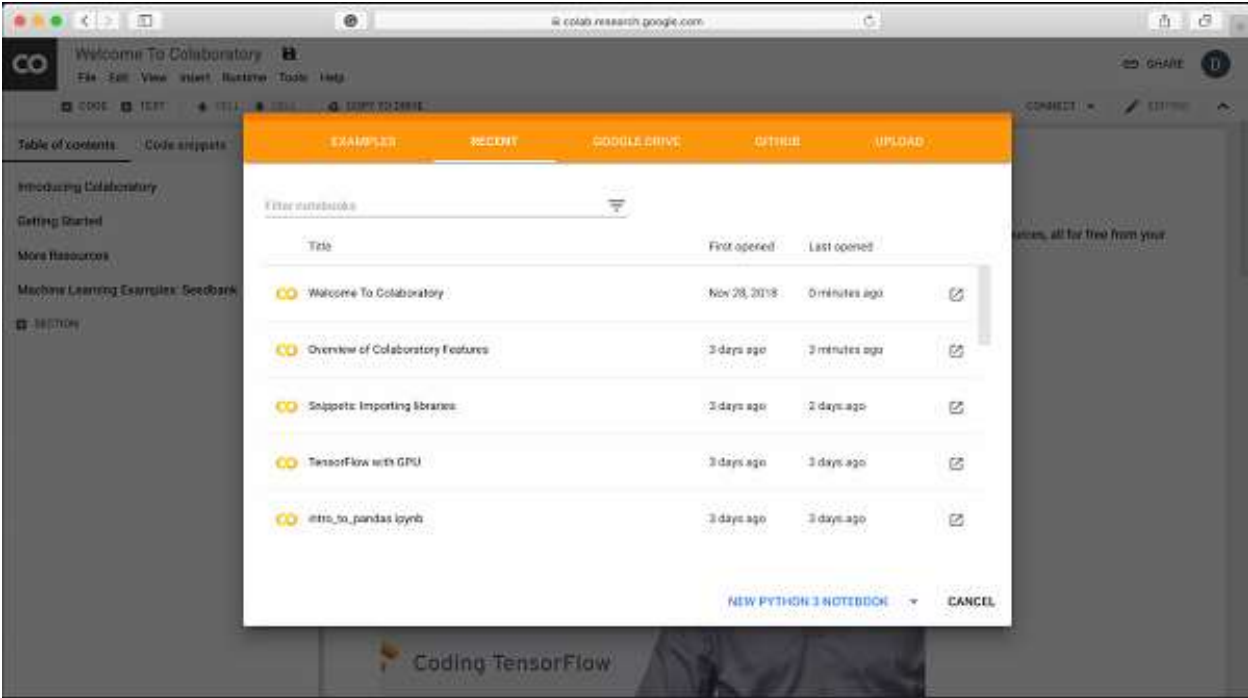 colab.research.google.com
CO
Welcome To Colaboratory
File Edit View Insert Runtime Tools Help
SHARE
D
CODE TEXT CELL CELL COPY TO DRIVE
CONNECT EDITING
Table of contents Code snippets
Introducing Colaboratory
Getting Started
More Resources
Machine Learning Examples: Seedbank
SECTION
EXAMPLES RECENT GOOGLE DRIVE GITHUB UPLOAD
Filter notebooks
Title First opened Last opened
CO Welcome To Colaboratory Nov 28, 2018 0 minutes ago
CO Overview of Colaboratory Features 3 days ago 3 minutes ago
CO Snippets: Importing libraries 3 days ago 2 days ago
CO TensorFlow with GPU 3 days ago 3 days ago
CO intro_to_pandas.ipynb 3 days ago 3 days ago
NEW PYTHON 3 NOTEBOOK CANCEL
all for free from your
Coding TensorFlow